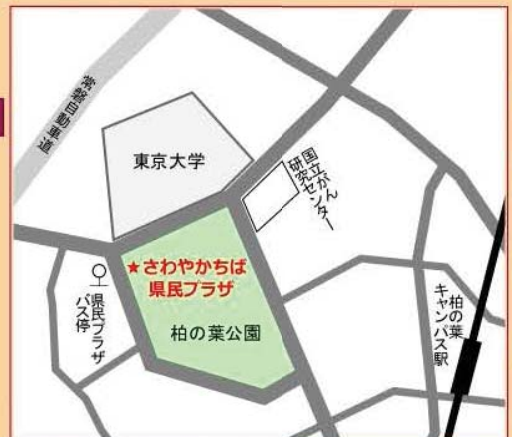 常磐自動車道
東京大学
国立がん
研究センター
★さわやかちば
県民プラザ
県民プラザ
バス停
柏の葉公園
柏の葉
キャンパス駅